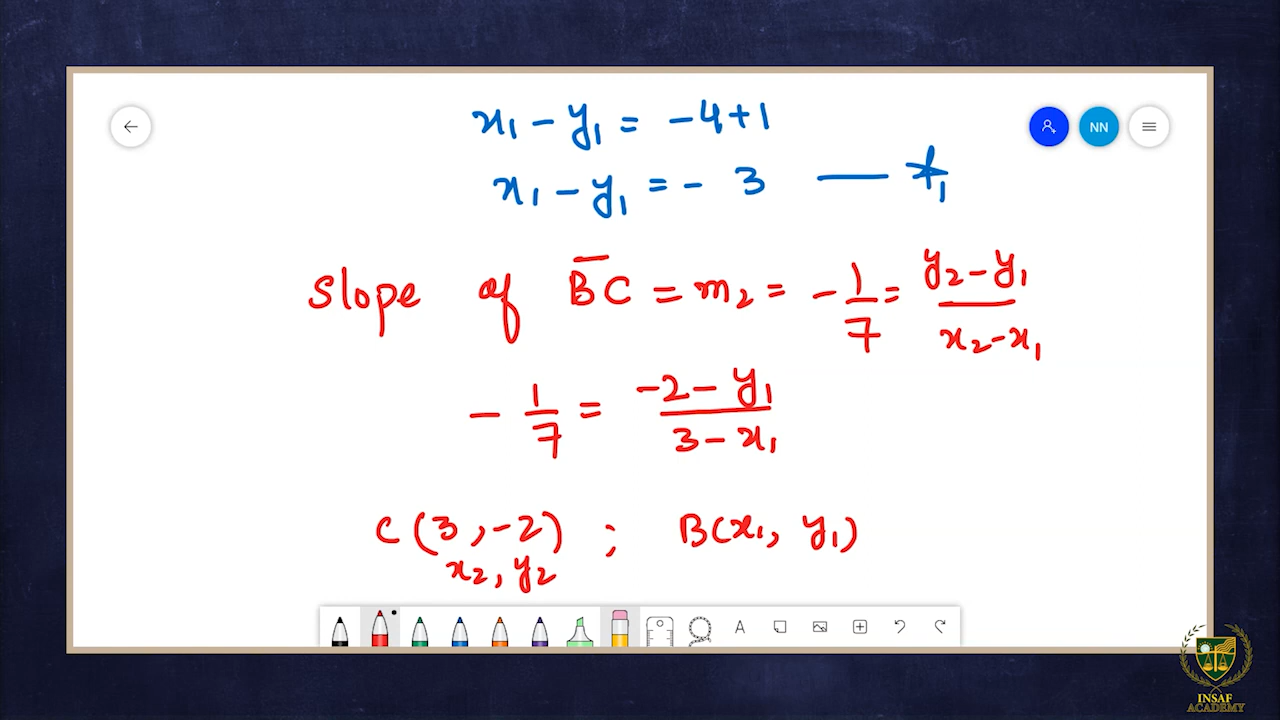 x₁ - y₁ = -4+1
x₁ - y₁ = - 3 — *₁
NN
Slope of B̅C = m₂ = -1/7 = (y₂-y₁)/(x₂-x₁)
- 1/7 = (-2-y₁)/(3-x₁)
C (3, -2) ; B(x₁, y₁)
x₂, y₂
A
INSAF
ACADEMY